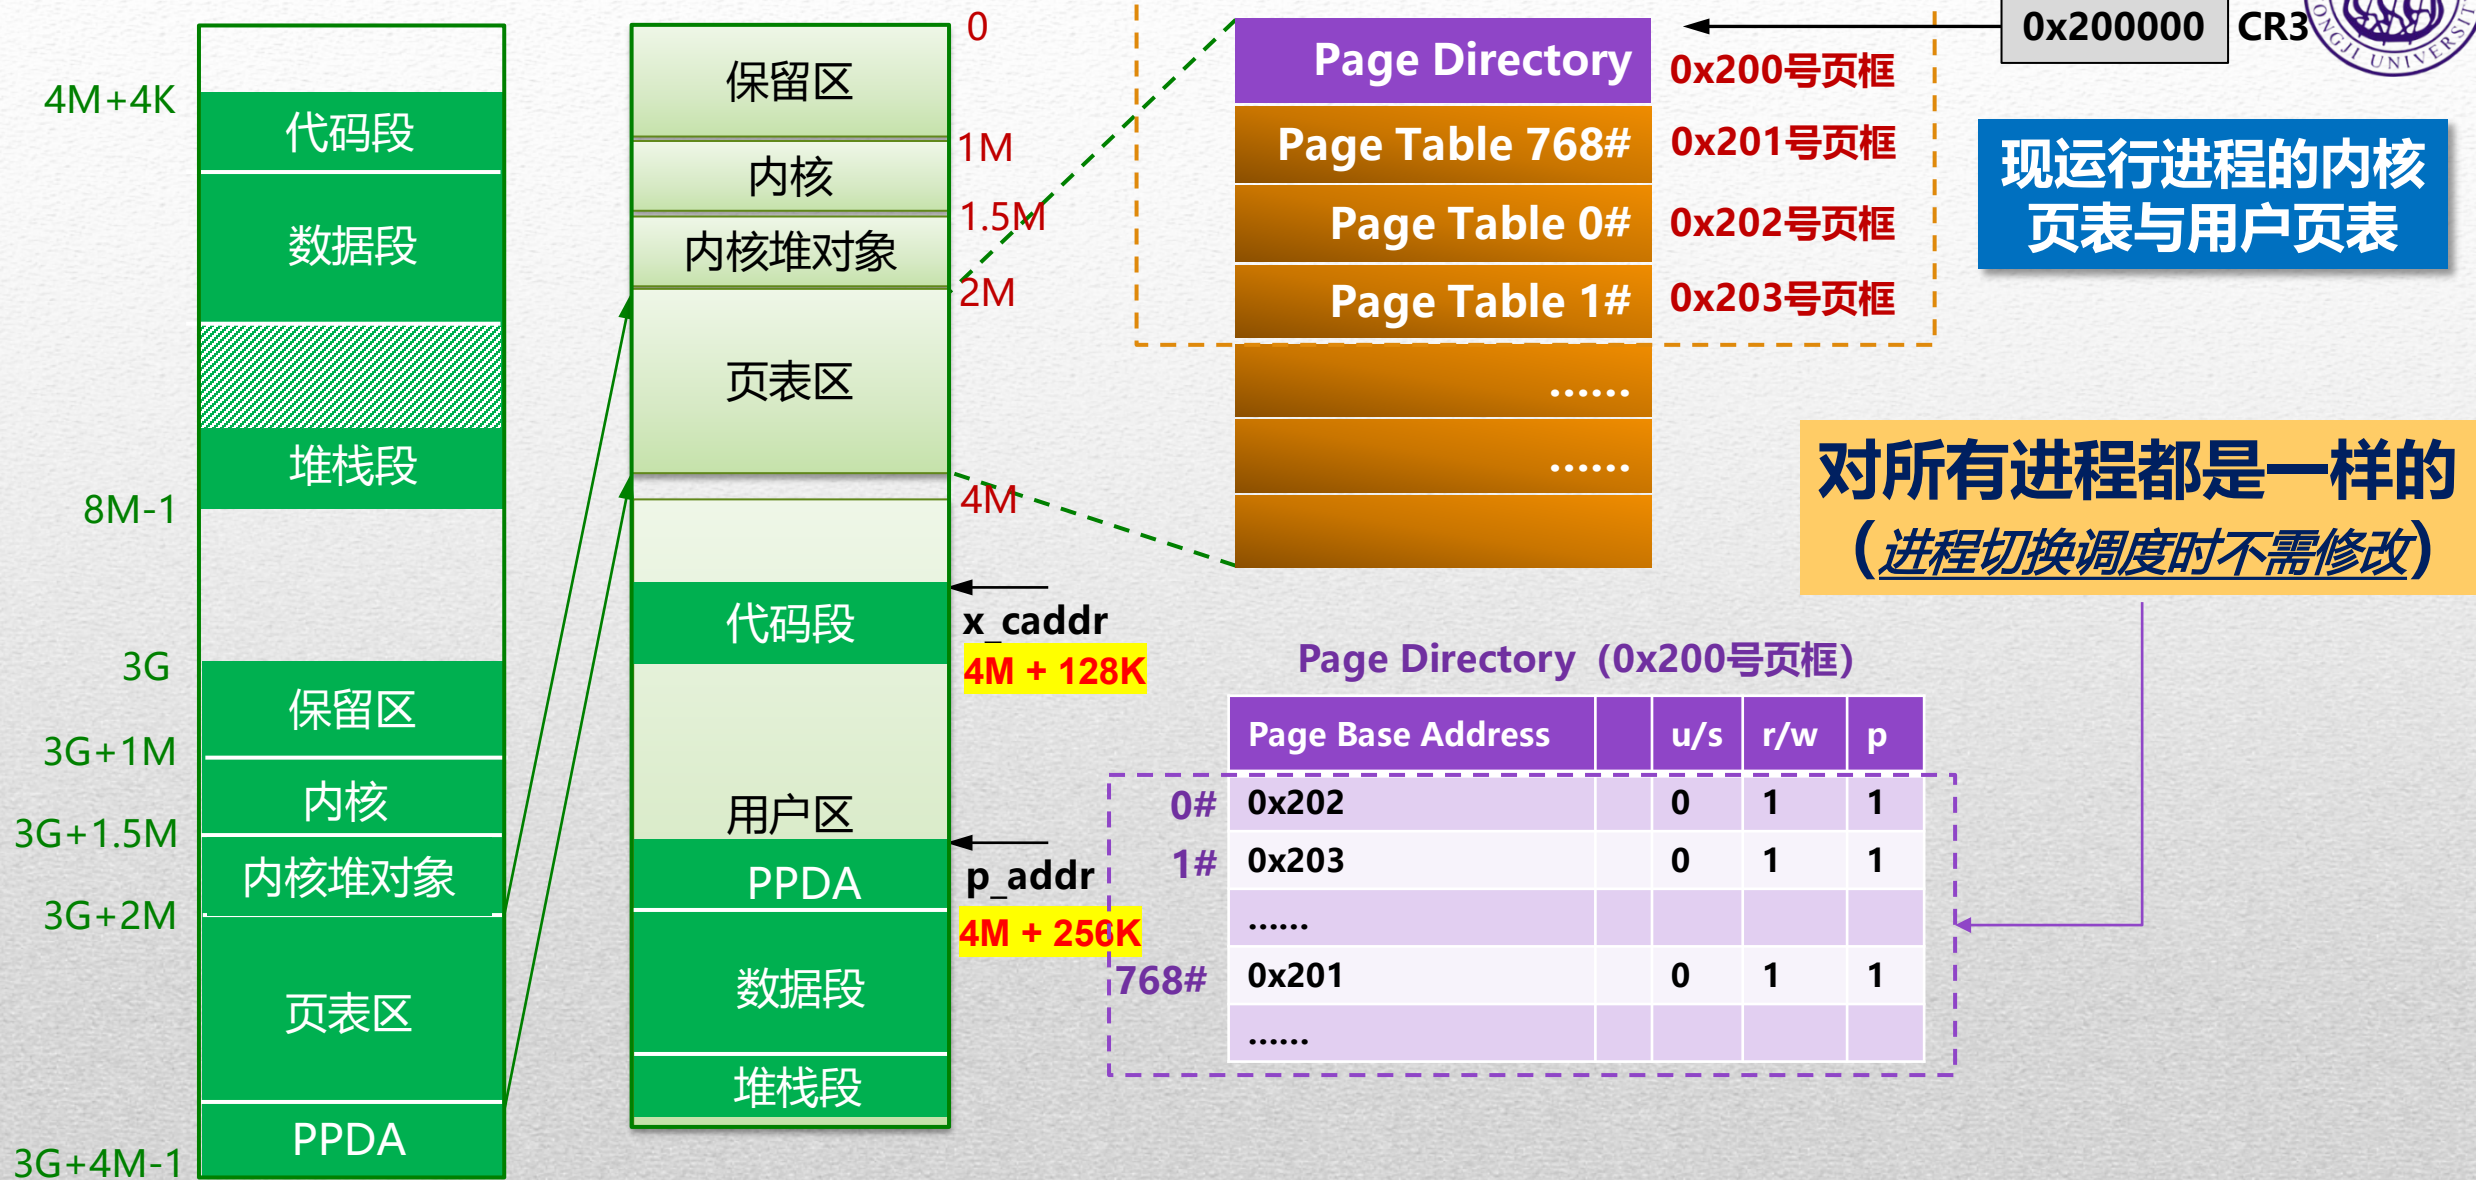 4M+4K
代码段
数据段
堆栈段
8M-1
3G
保留区
3G+1M
内核
3G+1.5M
内核堆对象
3G+2M
页表区
PPDA
3G+4M-1
0
保留区
1M
内核
1.5M
内核堆对象
2M
页表区
4M
代码段
x_caddr
4M + 128K
用户区
PPDA
p_addr
4M + 256K
数据段
堆栈段
Page Directory
0x200号页框
Page Table 768#
0x201号页框
Page Table 0#
0x202号页框
Page Table 1#
0x203号页框
......
......
0x200000 CR3
现运行进程的内核
页表与用户页表
对所有进程都是一样的
（进程切换调度时不需修改）
Page Directory（0x200号页框）
Page Base Address u/s r/w p
0# 0x202 0 1 1
1# 0x203 0 1 1
......
768# 0x201 0 1 1
......